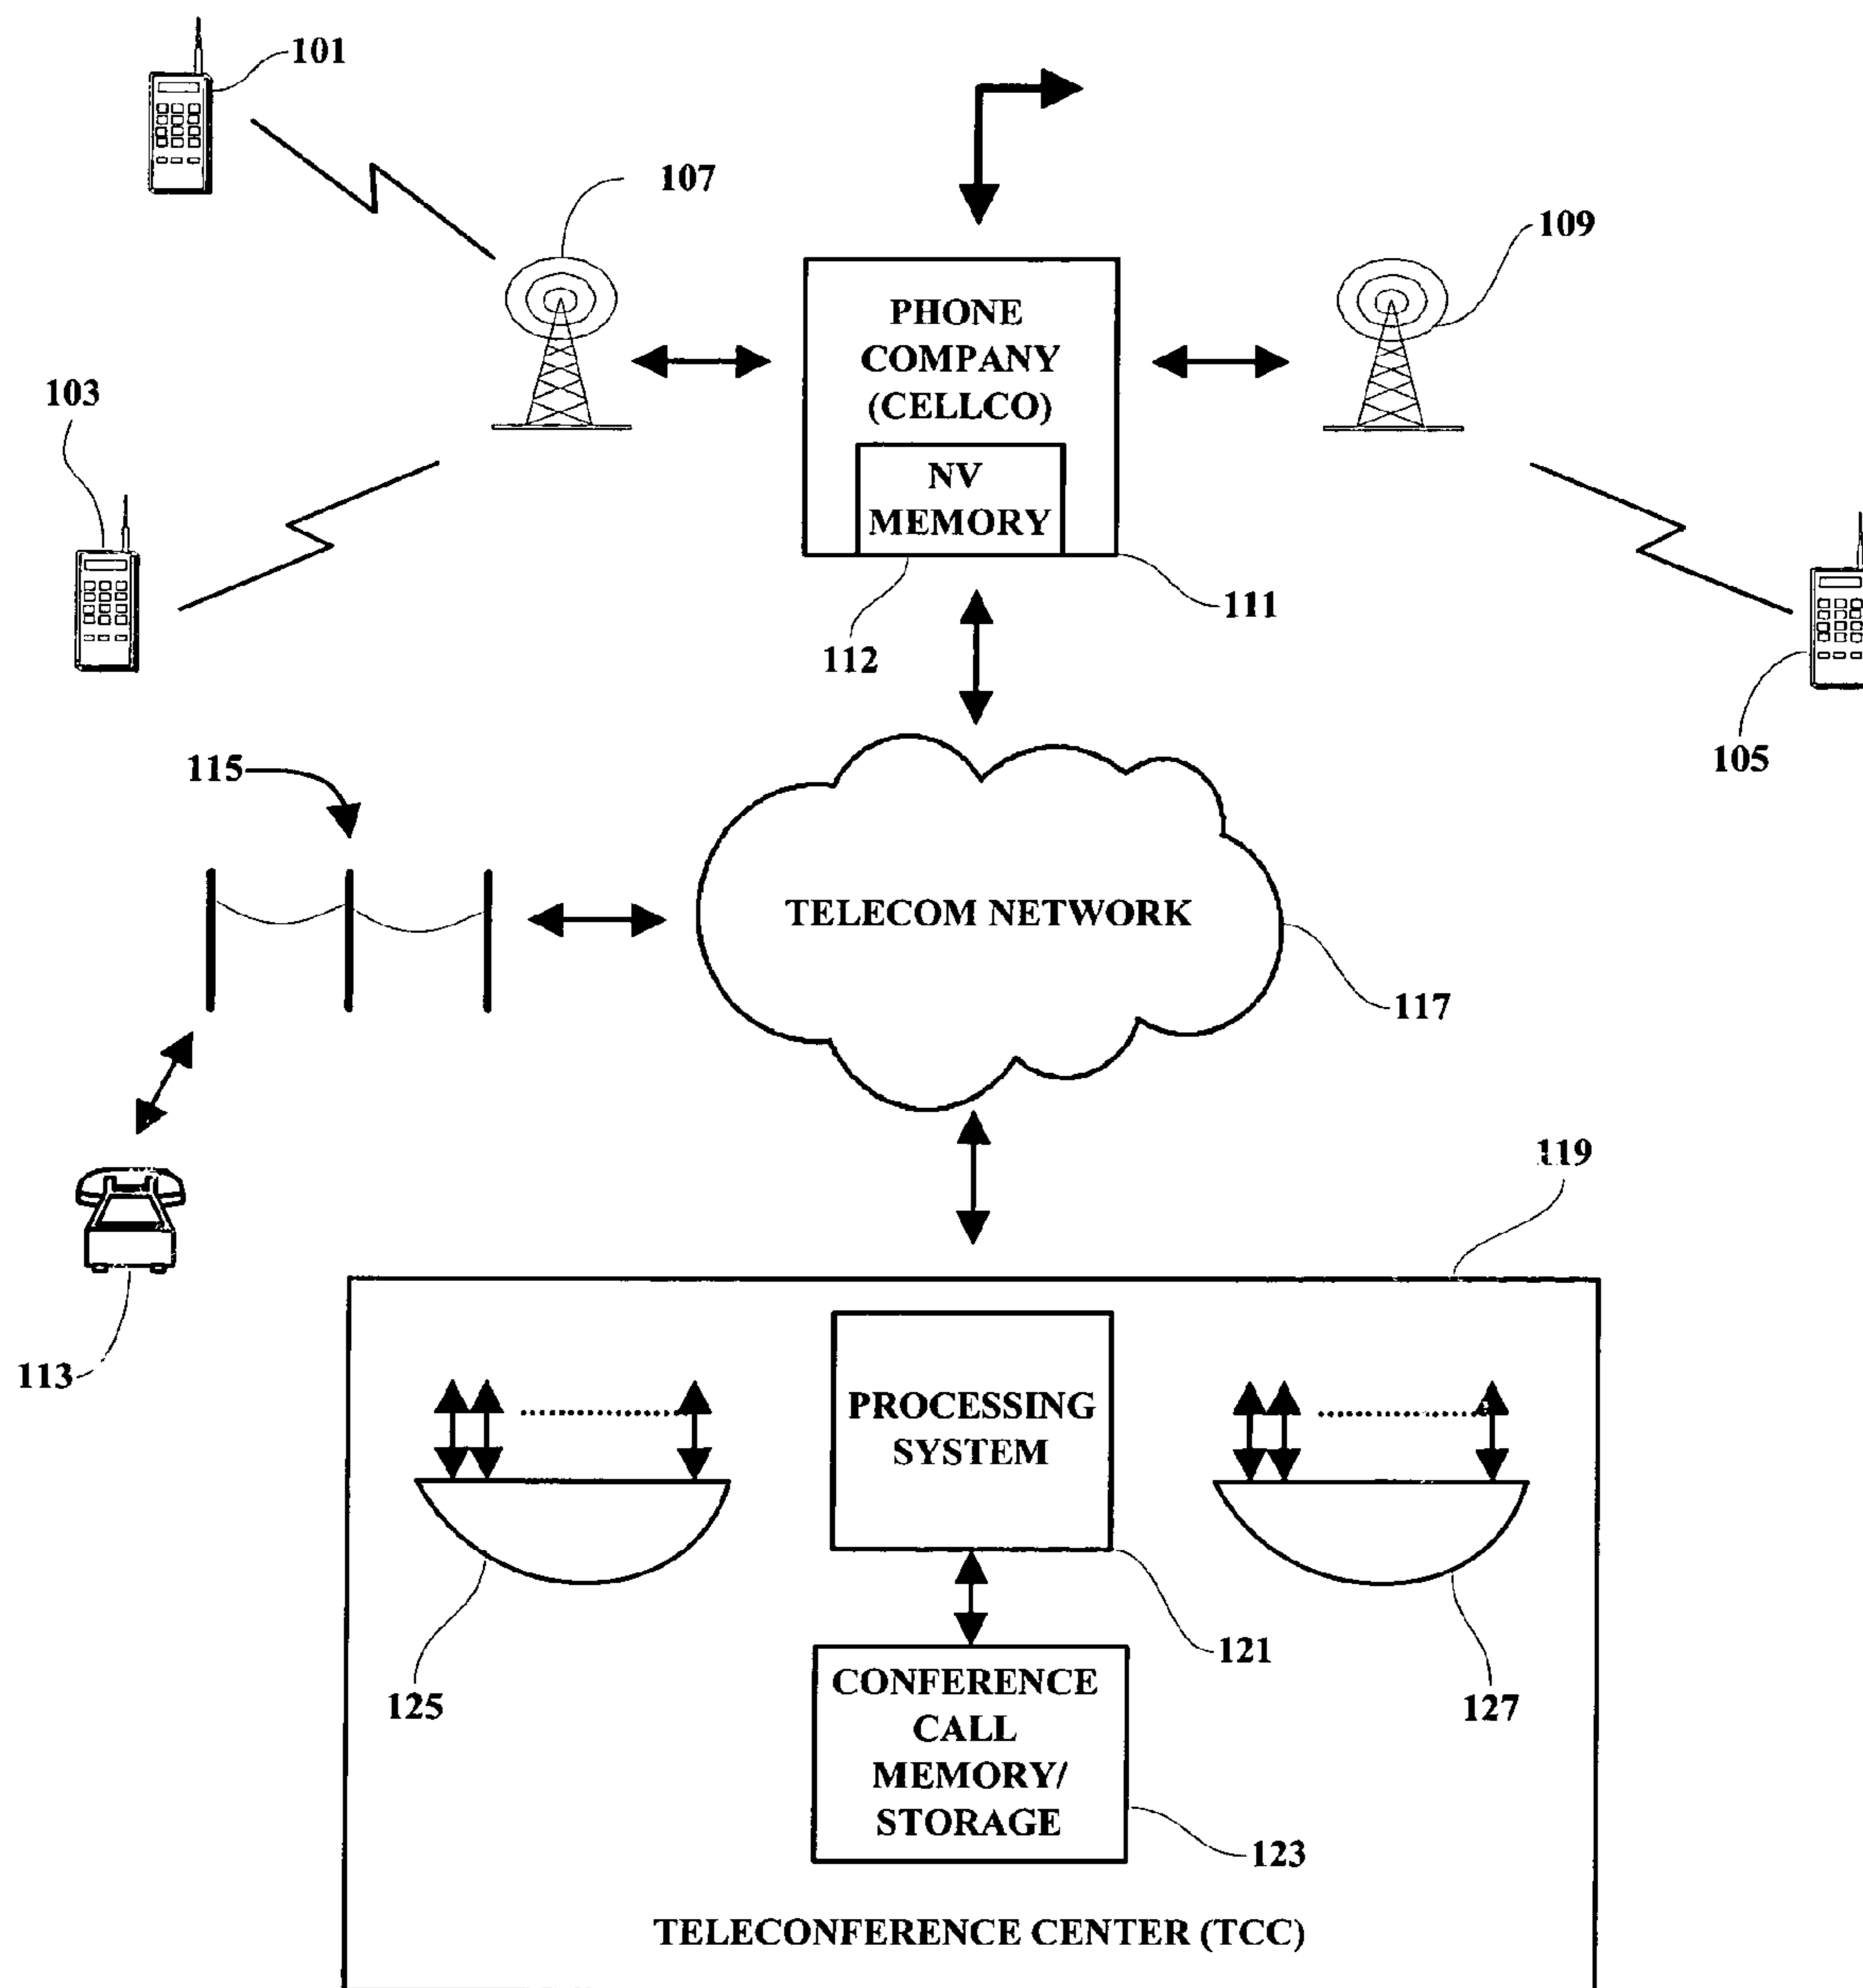 101
107
109
PHONE
COMPANY
(CELLCO)
103
NV
MEMORY
111
112
105
115
TELECOM NETWORK
117
119
113
PROCESSING
SYSTEM
121
125
127
CONFERENCE
CALL
MEMORY/
STORAGE
123
TELECONFERENCE CENTER (TCC)